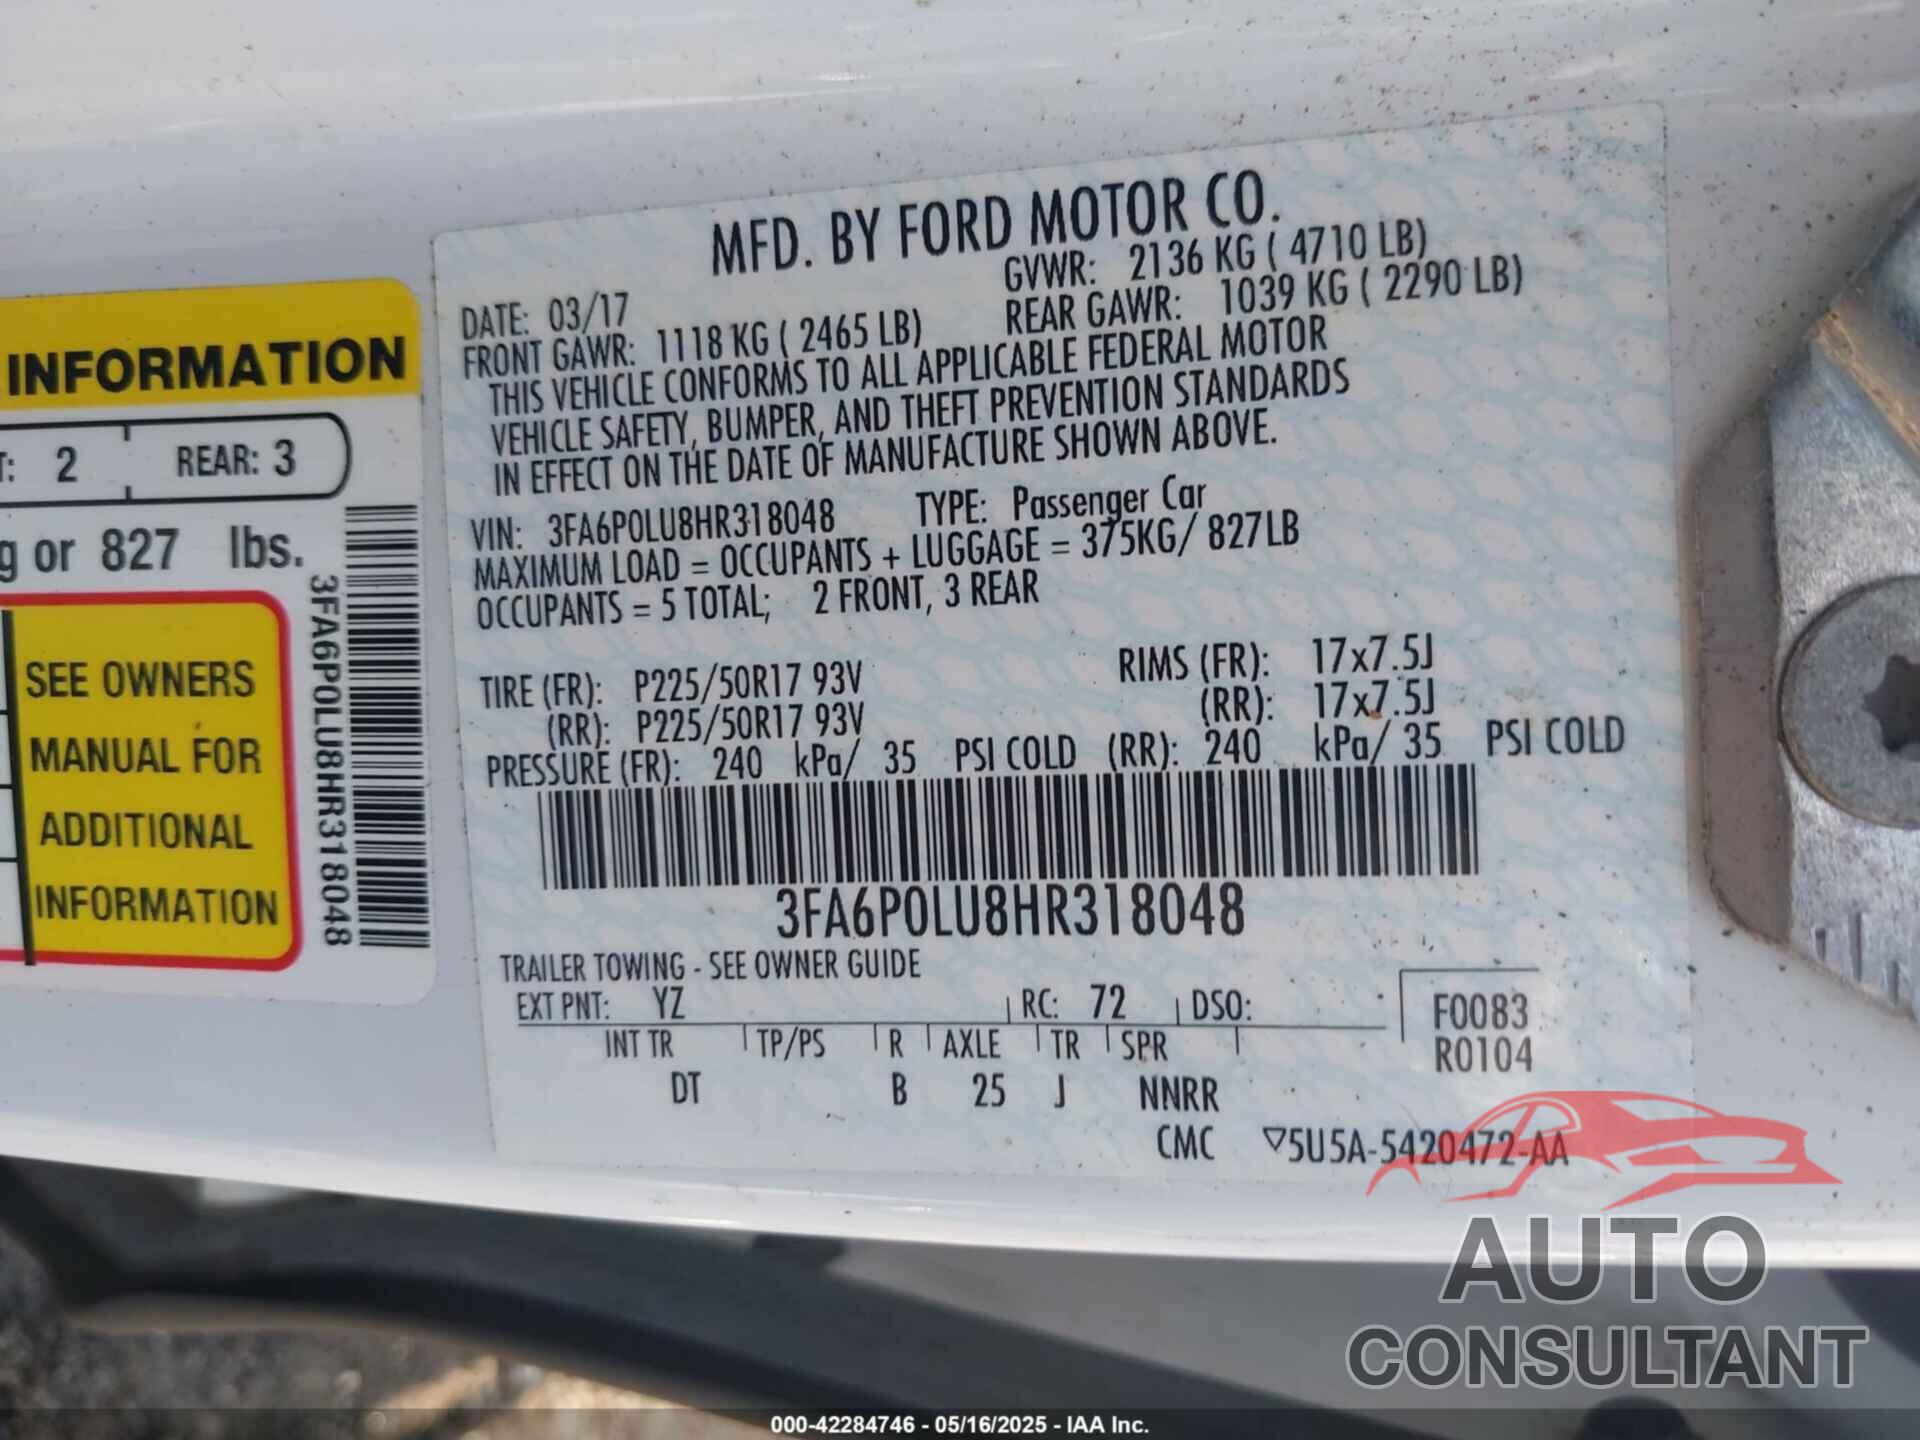 INFORMATION
2 REAR: 3
or 827 lbs.
SEE OWNERS
MANUAL FOR
ADDITIONAL
INFORMATION
3FA6P0LU8HR318048
MFD. BY FORD MOTOR CO.
DATE: 03/17 GVWR: 2136 KG ( 4710 LB)
FRONT GAWR: 1118 KG ( 2465 LB) REAR GAWR: 1039 KG ( 2290 LB)
THIS VEHICLE CONFORMS TO ALL APPLICABLE FEDERAL MOTOR
VEHICLE SAFETY, BUMPER, AND THEFT PREVENTION STANDARDS
IN EFFECT ON THE DATE OF MANUFACTURE SHOWN ABOVE.
VIN: 3FA6P0LU8HR318048 TYPE: Passenger Car
MAXIMUM LOAD = OCCUPANTS + LUGGAGE = 375KG/ 827LB
OCCUPANTS = 5 TOTAL; 2 FRONT, 3 REAR
TIRE (FR): P225/50R17 93V RIMS (FR): 17x7.5J
(RR): P225/50R17 93V (RR): 17x7.5J
PRESSURE (FR): 240 kPa/ 35 PSI COLD (RR): 240 kPa/ 35 PSI COLD
3FA6P0LU8HR318048
TRAILER TOWING - SEE OWNER GUIDE
EXT PNT: YZ RC: 72 DSO: F0083
INT TR TP/PS R AXLE TR SPR R0104
DT B 25 J NNRR
CMC ▽5U5A-5420472-AA
AUTO
CONSULTANT
000-42284746 - 05/16/2025 - IAA Inc.